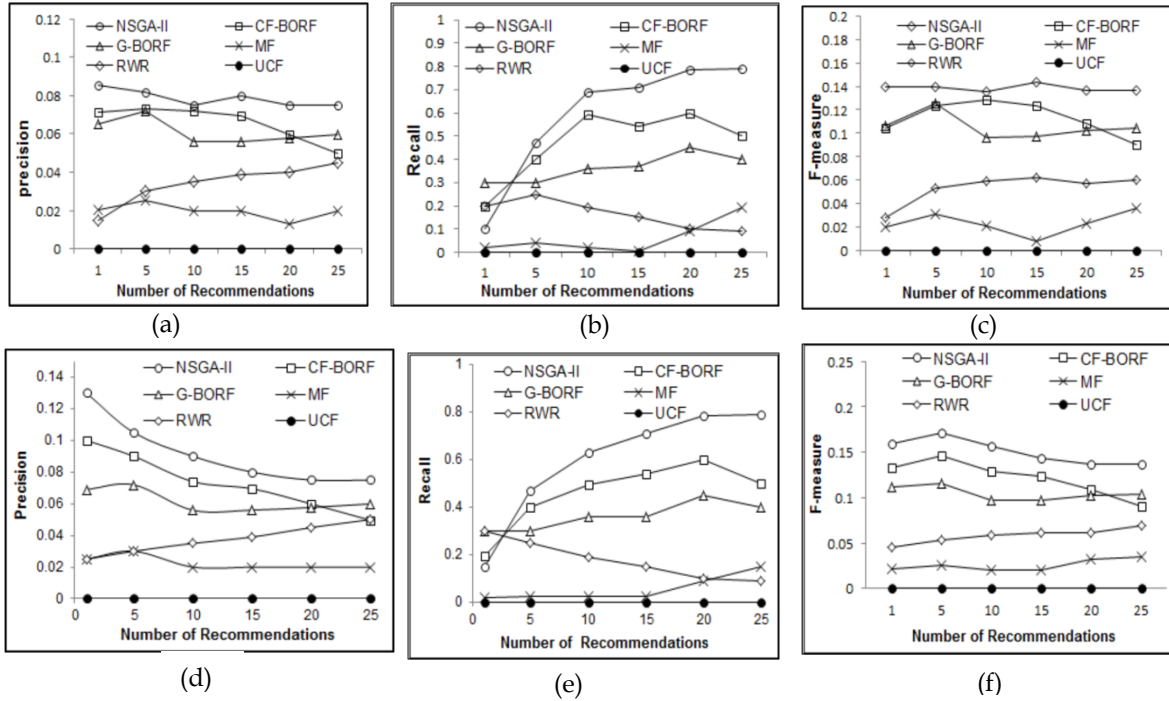 0.12
0.1
0.08
0.06
0.04
0.02
0
precision
NSGA-II CF-BORF
G-BORF MF
RWR UCF
1 5 10 15 20 25
Number of Recommendations
(a)
1
0.9
0.8
0.7
0.6
0.5
0.4
0.3
0.2
0.1
0
Recall
NSGA-II CF-BORF
G-BORF MF
RWR UCF
1 5 10 15 20 25
Number of Recommendations
(b)
0.2
0.18
0.16
0.14
0.12
0.1
0.08
0.06
0.04
0.02
0
F-measure
NSGA-II CF-BORF
G-BORF MF
RWR UCF
1 5 10 15 20 25
Number of Recommendations
(c)
0.14
0.12
0.1
0.08
0.06
0.04
0.02
0
Precision
NSGA-II CF-BORF
G-BORF MF
RWR UCF
0 5 10 15 20 25
Number of Recommendations
(d)
1
0.8
0.6
0.4
0.2
0
Recall
NSGA-II CF-BORF
G-BORF MF
RWR UCF
0 5 10 15 20 25
Number of Recommendations
(e)
0.25
0.2
0.15
0.1
0.05
0
F-measure
NSGA-II CF-BORF
G-BORF MF
RWR UCF
1 5 10 15 20 25
Number of Recommendations
(f)